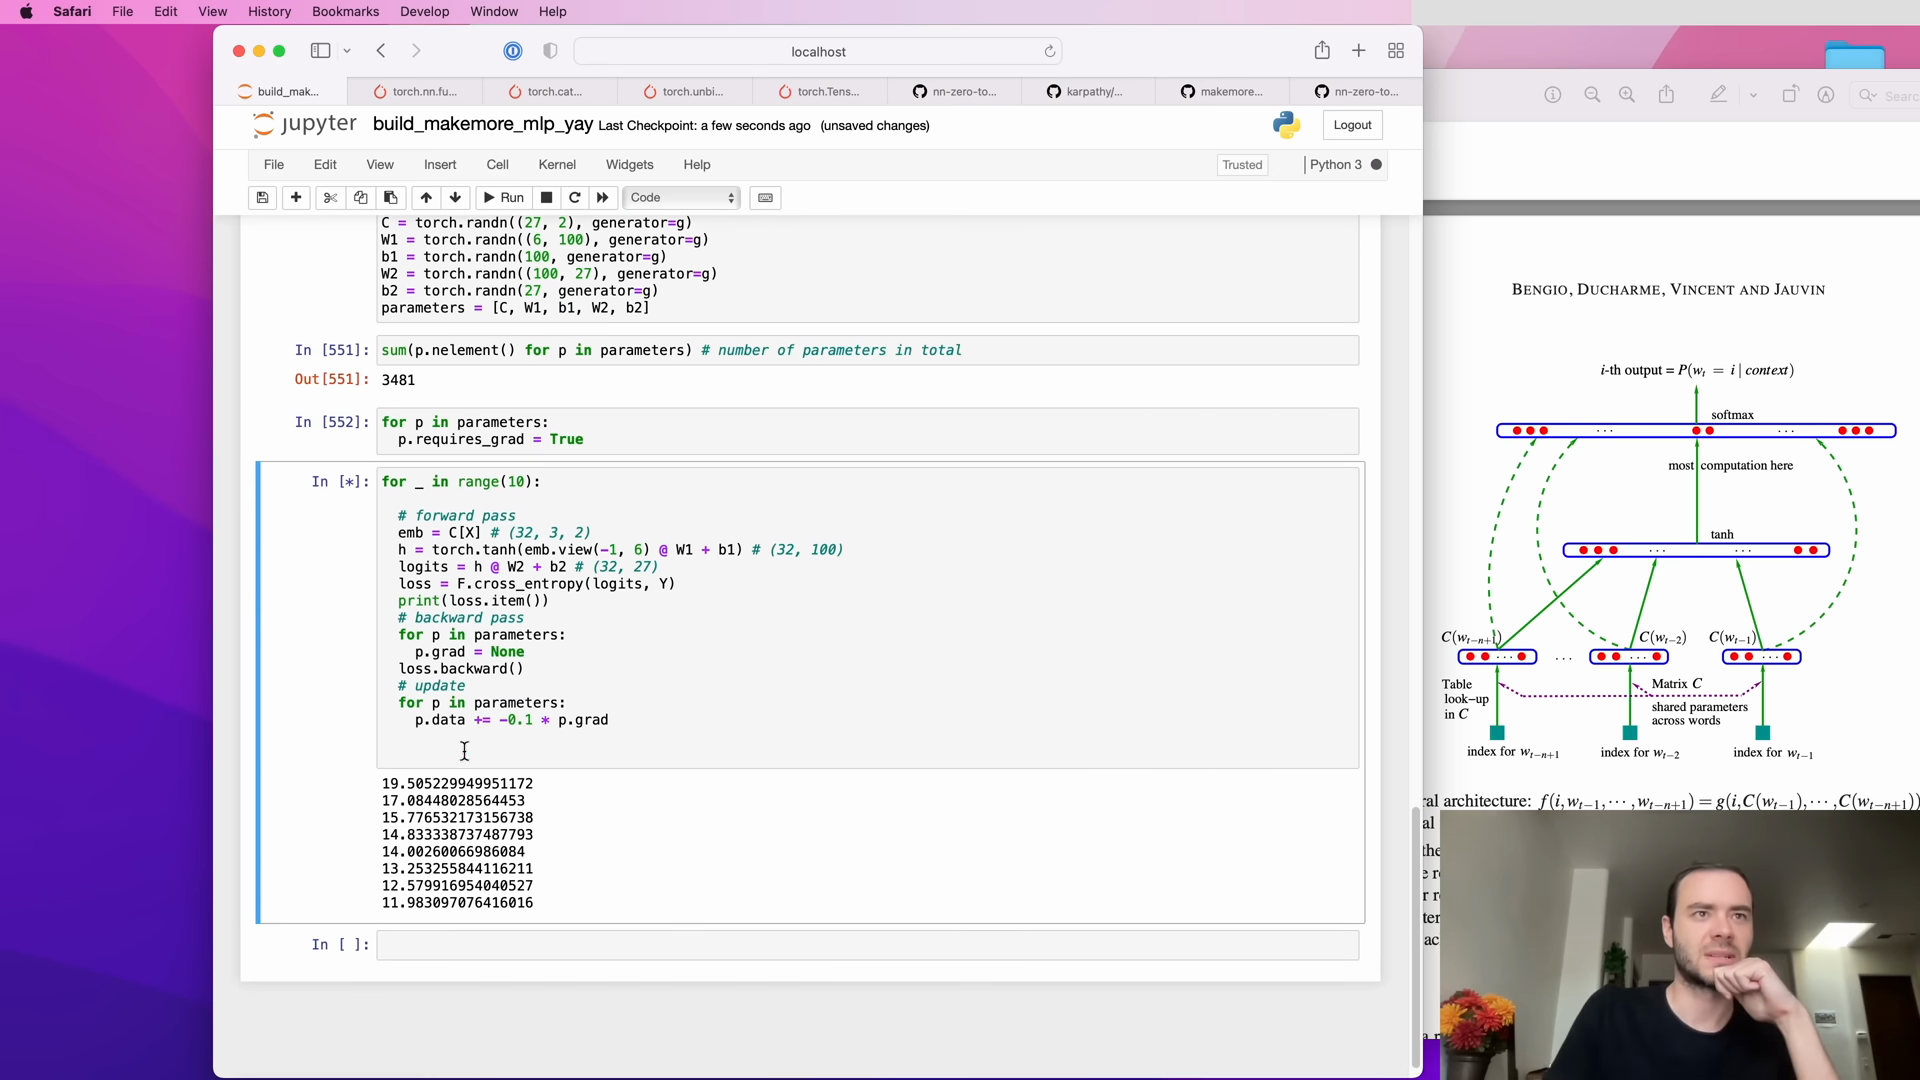 Safari File Edit View History Bookmarks Develop Window Help
localhost
build_mak... torch.nn.fu... torch.cat... torch.unbi... torch.Tens... nn-zero-to... karpathy/... makemore... nn-zero-to...
Search
jupyter build_makemore_mlp_yay Last Checkpoint: a few seconds ago (unsaved changes) Logout
File Edit View Insert Cell Kernel Widgets Help Trusted Python 3
Run Code
C = torch.randn((27, 2), generator=g)
W1 = torch.randn((6, 100), generator=g)
b1 = torch.randn(100, generator=g)
W2 = torch.randn((100, 27), generator=g)
b2 = torch.randn(27, generator=g)
parameters = [C, W1, b1, W2, b2]
In [551]: sum(p.nelement() for p in parameters) # number of parameters in total
Out[551]: 3481
In [552]: for p in parameters:
p.requires_grad = True
In [*]: for _ in range(10):
# forward pass
emb = C[X] # (32, 3, 2)
h = torch.tanh(emb.view(-1, 6) @ W1 + b1) # (32, 100)
logits = h @ W2 + b2 # (32, 27)
loss = F.cross_entropy(logits, Y)
print(loss.item())
# backward pass
for p in parameters:
p.grad = None
loss.backward()
# update
for p in parameters:
p.data += -0.1 * p.grad
19.505229949951172
17.08448028564453
15.776532173156738
14.833338737487793
14.00260066986084
13.253255844116211
12.579916954040527
11.983097076416016
In [ ]:
BENGIO, DUCHARME, VINCENT AND JAUVIN
i-th output = P(w_t = i | context)
softmax
. . . . . .
most computation here
tanh
. . . . . .
C(w_{t−n+1}) C(w_{t−2}) C(w_{t−1})
. . . . . . . . . . . .
Table look−up in C
Matrix C
shared parameters
across words
index for w_{t−n+1} index for w_{t−2} index for w_{t−1}
ral architecture: f(i, w_{t−1}, ··· , w_{t−n+1}) = g(i, C(w_{t−1}), ··· , C(w_{t−n+1}))
al
the
e r
r r
ter
ac